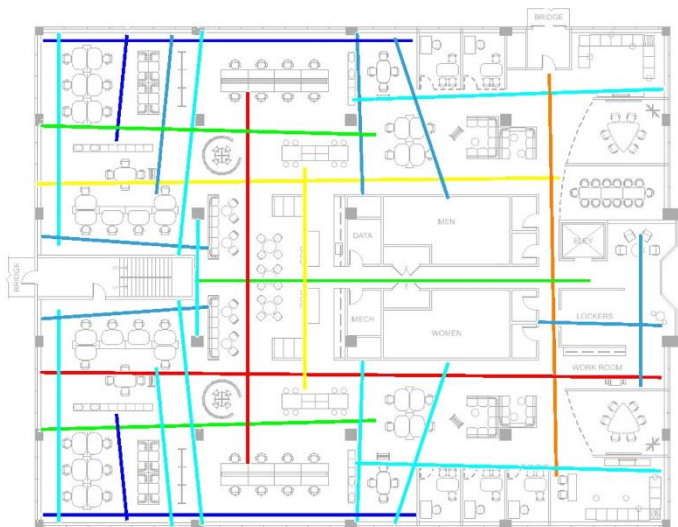 BRIDGE
MEN
DATA
ELEV
BRIDGE
MECH
WOMEN
LOCKERS
WORK ROOM